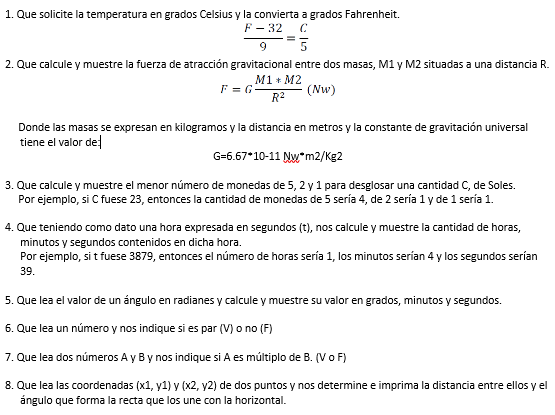 1. Que solicite la temperatura en grados Celsius y la convierta a grados Fahrenheit.
F − 32 / 9 = C / 5
2. Que calcule y muestre la fuerza de atracción gravitacional entre dos masas, M1 y M2 situadas a una distancia R.
F = G M1 ∗ M2 / R² (Nw)
Donde las masas se expresan en kilogramos y la distancia en metros y la constante de gravitación universal
tiene el valor de:
G=6.67*10-11 Nw*m2/Kg2
3. Que calcule y muestre el menor número de monedas de 5, 2 y 1 para desglosar una cantidad C, de Soles.
Por ejemplo, si C fuese 23, entonces la cantidad de monedas de 5 sería 4, de 2 sería 1 y de 1 sería 1.
4. Que teniendo como dato una hora expresada en segundos (t), nos calcule y muestre la cantidad de horas,
minutos y segundos contenidos en dicha hora.
Por ejemplo, si t fuese 3879, entonces el número de horas sería 1, los minutos serían 4 y los segundos serían
39.
5. Que lea el valor de un ángulo en radianes y calcule y muestre su valor en grados, minutos y segundos.
6. Que lea un número y nos indique si es par (V) o no (F)
7. Que lea dos números A y B y nos indique si A es múltiplo de B. (V o F)
8. Que lea las coordenadas (x1, y1) y (x2, y2) de dos puntos y nos determine e imprima la distancia entre ellos y el
ángulo que forma la recta que los une con la horizontal.